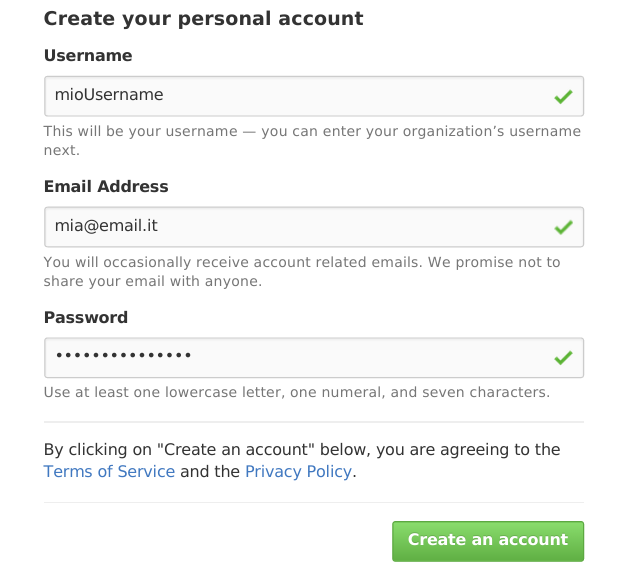 Create your personal account
Username
mioUsername
This will be your username — you can enter your organization’s username
next.
Email Address
mia@email.it
You will occasionally receive account related emails. We promise not to
share your email with anyone.
Password
•••••••••••••••
Use at least one lowercase letter, one numeral, and seven characters.
By clicking on "Create an account" below, you are agreeing to the
Terms of Service and the Privacy Policy.
Create an account